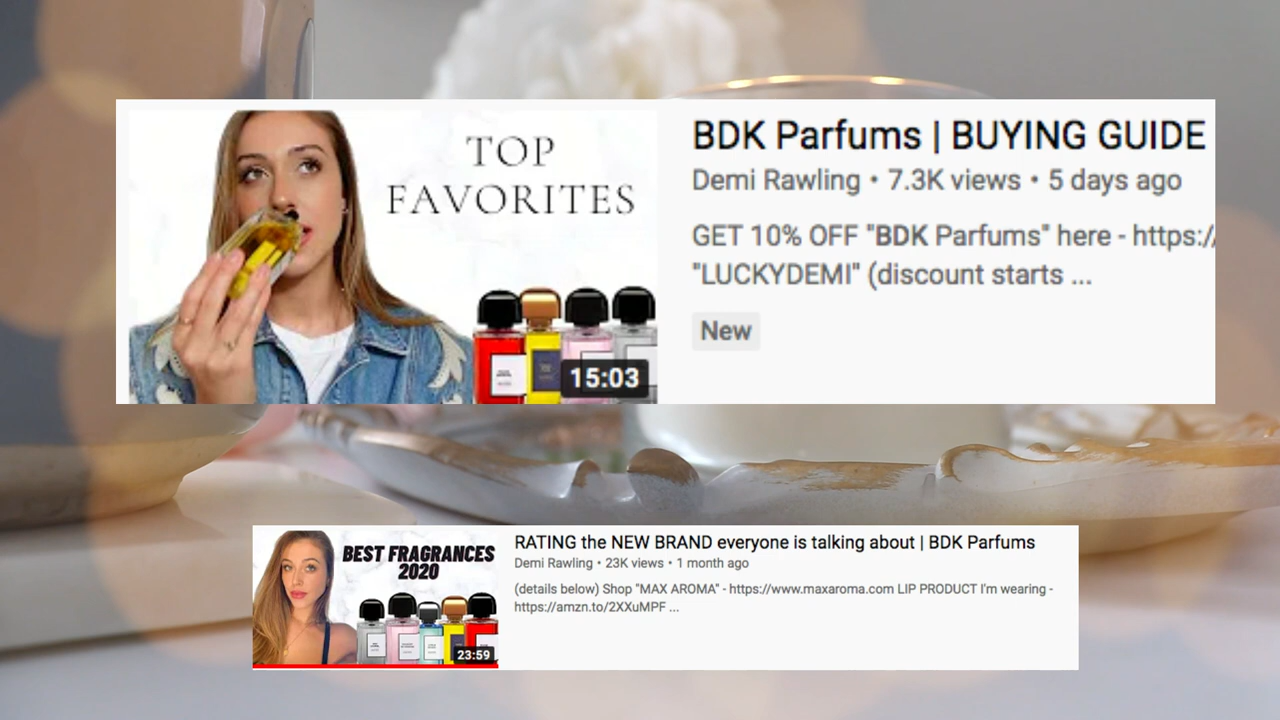 TOP
FAVORITES
15:03
BDK Parfums | BUYING GUIDE
Demi Rawling • 7.3K views • 5 days ago
GET 10% OFF "BDK Parfums" here - https:/
"LUCKYDEMI" (discount starts ...
New
BEST FRAGRANCES
2020
23:59
RATING the NEW BRAND everyone is talking about | BDK Parfums
Demi Rawling • 23K views • 1 month ago
(details below) Shop "MAX AROMA" - https://www.maxaroma.com LIP PRODUCT I'm wearing -
https://amzn.to/2XXuMPF ...